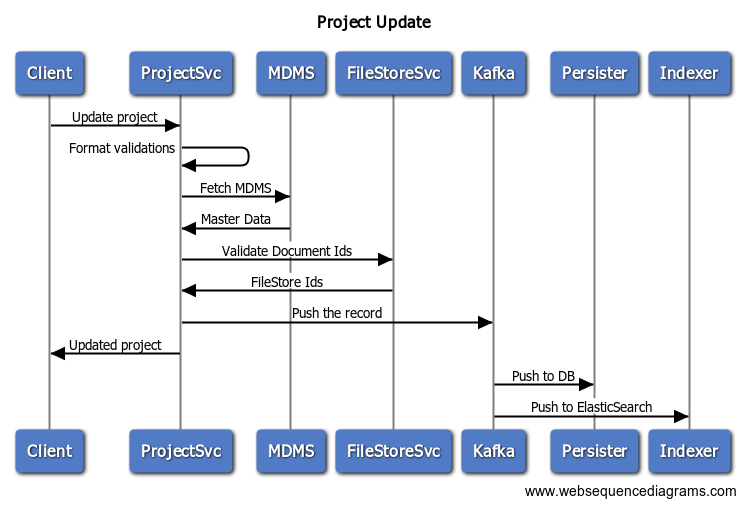 Project Update
Client ProjectSvc MDMS FileStoreSvc Kafka Persister Indexer
Update project
Format validations
Fetch MDMS
Master Data
Validate Document Ids
FileStore Ids
Push the record
Updated project
Push to DB
Push to ElasticSearch
Client ProjectSvc MDMS FileStoreSvc Kafka Persister Indexer
www.websequencediagrams.com